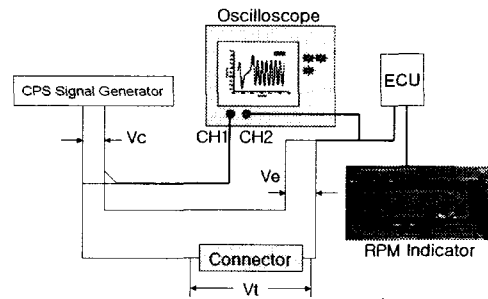 Oscilloscope
CPS Signal Generator
ECU
CH1 CH2
Vc
Ve
RPM Indicator
Connector
Vt